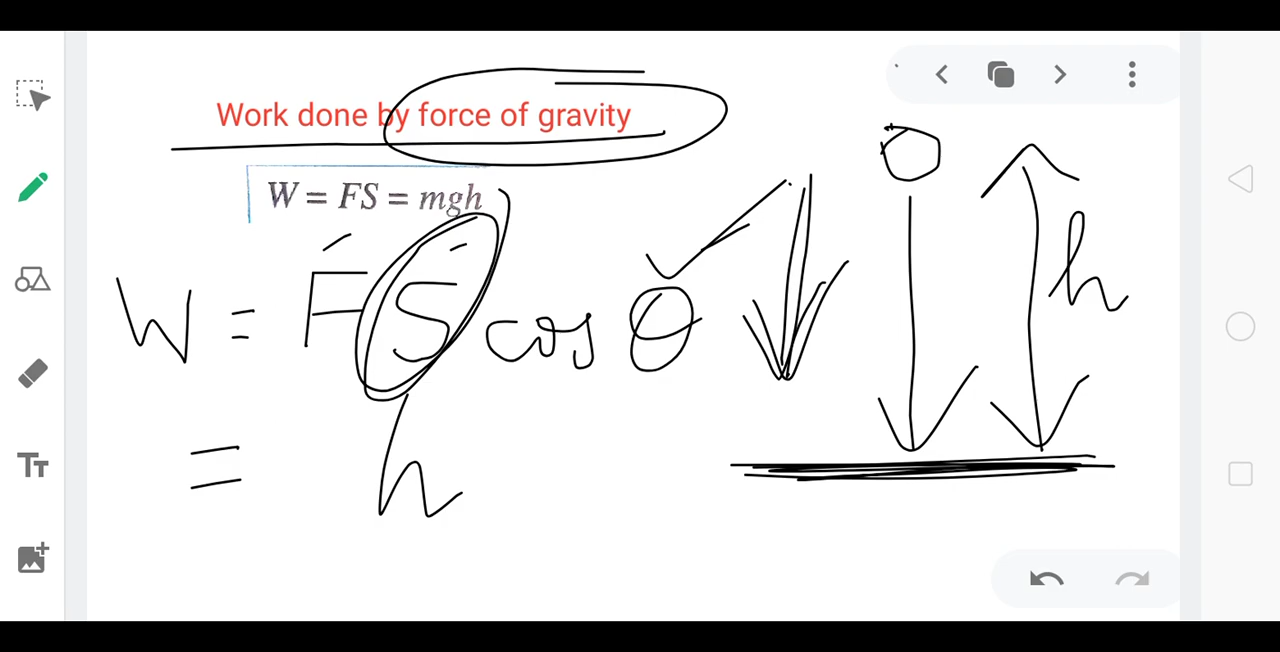 Work done by force of gravity
W = FS = mgh
W = FS cos θ
h
= h